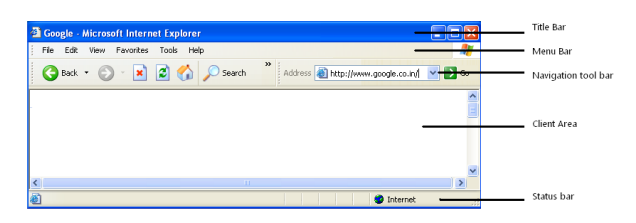 Google - Microsoft Internet Explorer
Title Bar
File Edit View Favorites Tools Help
Menu Bar
Back Search » Address http://www.google.co.in/ Go
Navigation tool bar
Client Area
Internet
Status bar